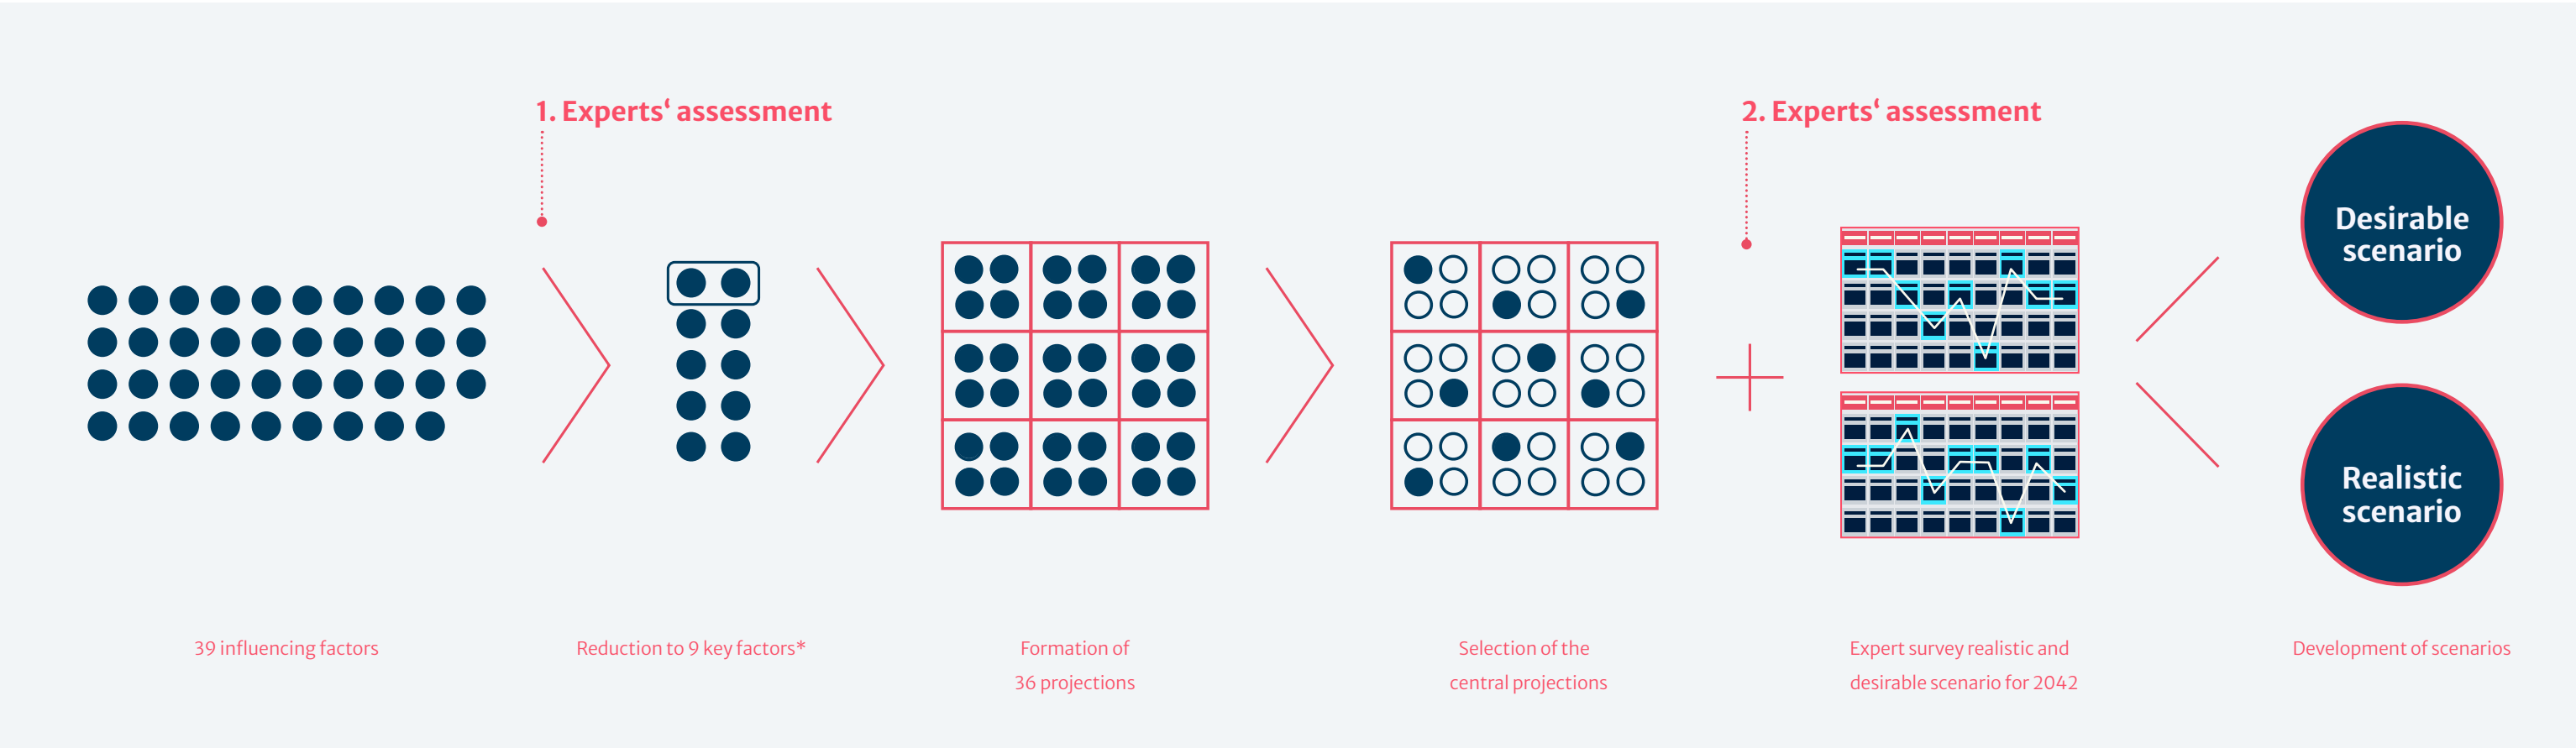 1. Experts‘ assessment
2. Experts‘ assessment
Desirable
scenario
Realistic
scenario
39 influencing factors
Reduction to 9 key factors*
Formation of
36 projections
Selection of the
central projections
Expert survey realistic and
desirable scenario for 2042
Development of scenarios